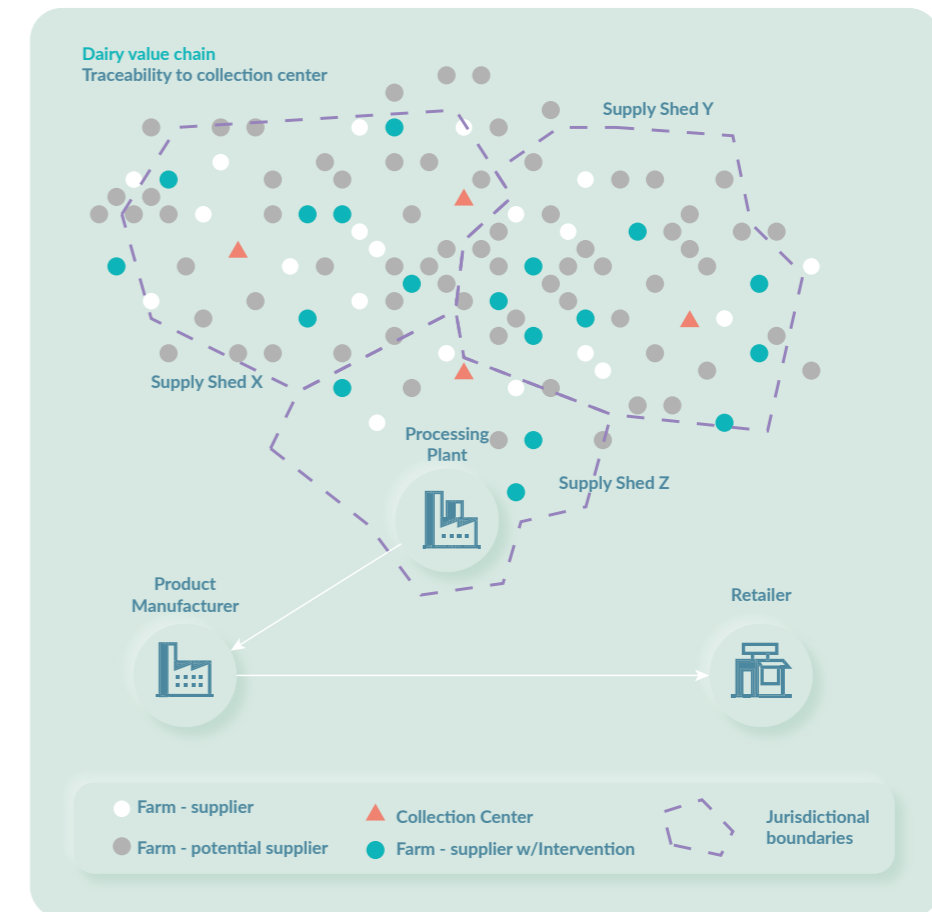 Dairy value chain
Traceability to collection center
Supply Shed Y
Supply Shed X
Processing
Plant
Supply Shed Z
Product
Manufacturer
Retailer
Farm - supplier
Collection Center
Jurisdictional
boundaries
Farm - potential supplier
Farm - supplier w/Intervention